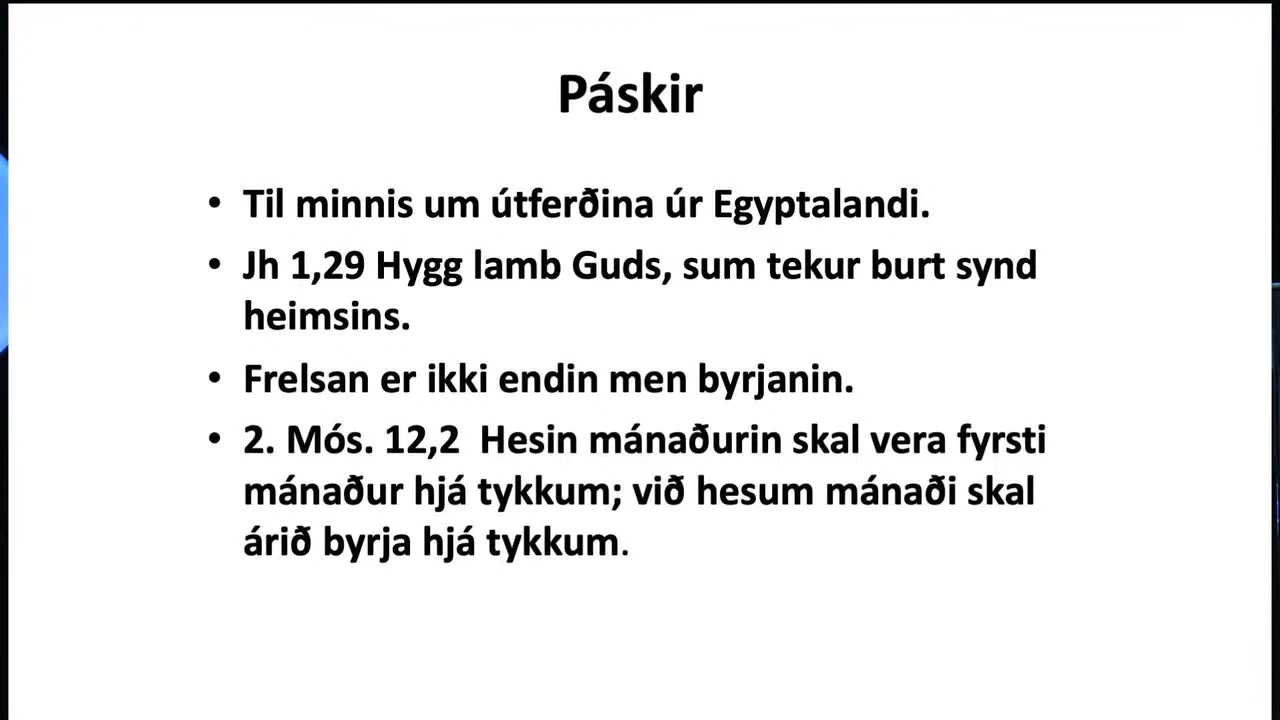 Páskir
• Til minnis um útferðina úr Egyptalandi.
• Jh 1,29 Hygg lamb Guds, sum tekur burt synd
heimsins.
• Frelsan er ikki endin men byrjanin.
• 2. Mós. 12,2  Hesin mánaðurin skal vera fyrsti
mánaður hjá tykkum; við hesum mánaði skal
árið byrja hjá tykkum.